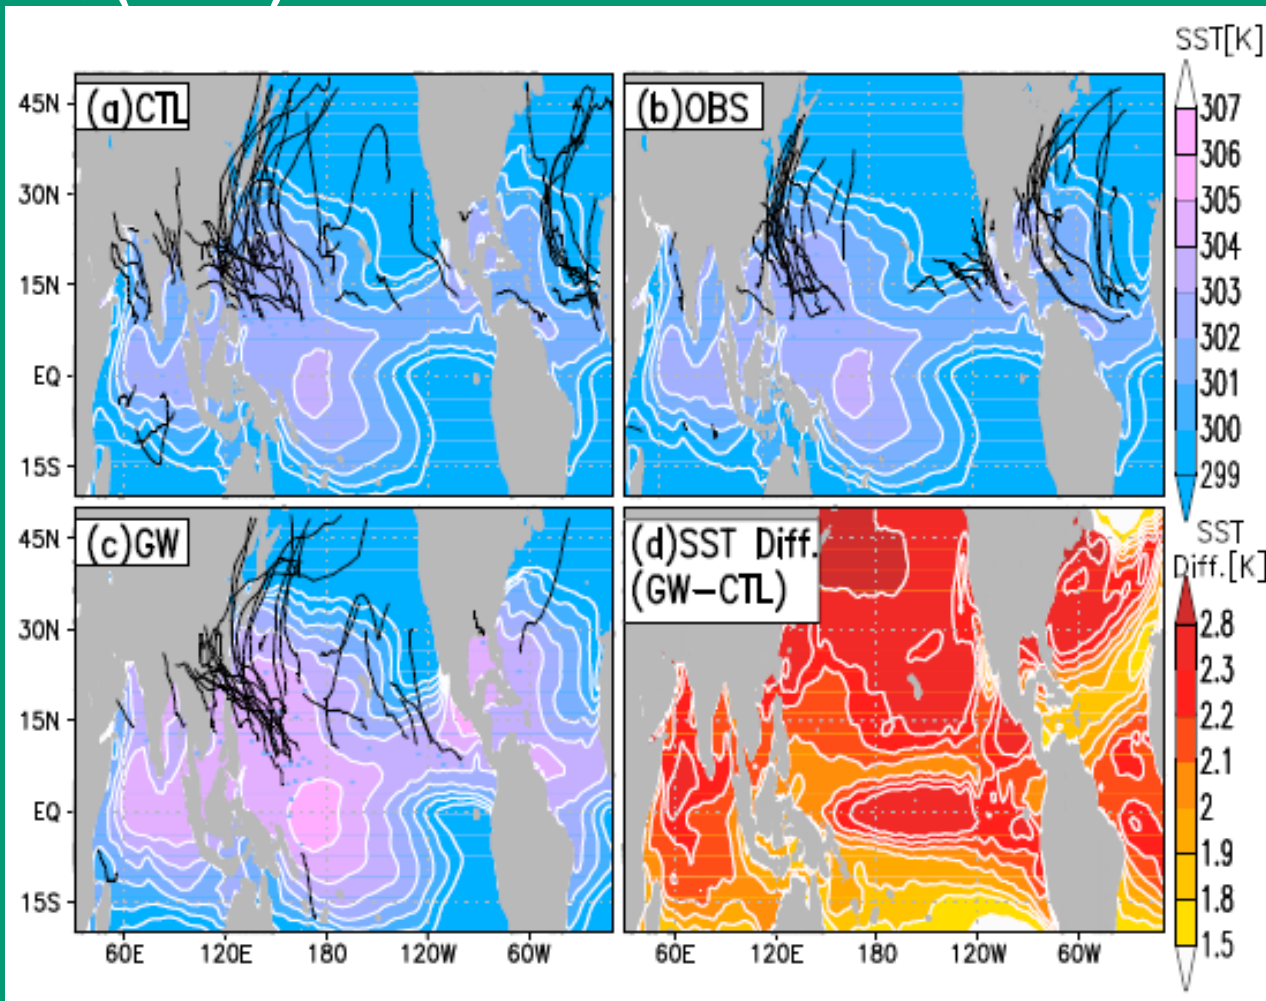 SST[K]
(a)CTL
(b)OBS
45N
30N
15N
EQ
15S
307
306
305
304
303
302
301
300
299
(c)GW
(d)SST Diff.
(GW-CTL)
45N
30N
15N
EQ
15S
SST
Diff.[K]
2.8
2.3
2.2
2.1
2
1.9
1.8
1.5
60E 120E 180 120W 60W
60E 120E 180 120W 60W